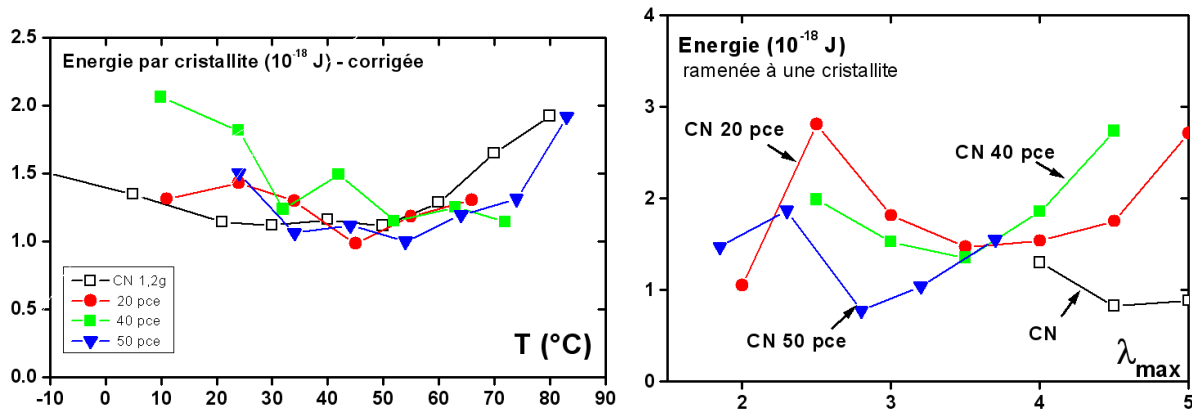 2.5
Energie par cristallite (10⁻¹⁸ J) - corrigée
2.0
1.5
1.0
0.5
0.0
CN 1,2g
20 pce
40 pce
50 pce
T (°C)
-10 0 10 20 30 40 50 60 70 80 90
4
Energie (10⁻¹⁸ J)
ramenée à une cristallite
3
CN 20 pce
CN 40 pce
2
1
CN 50 pce
CN
λmax
0
2 3 4 5